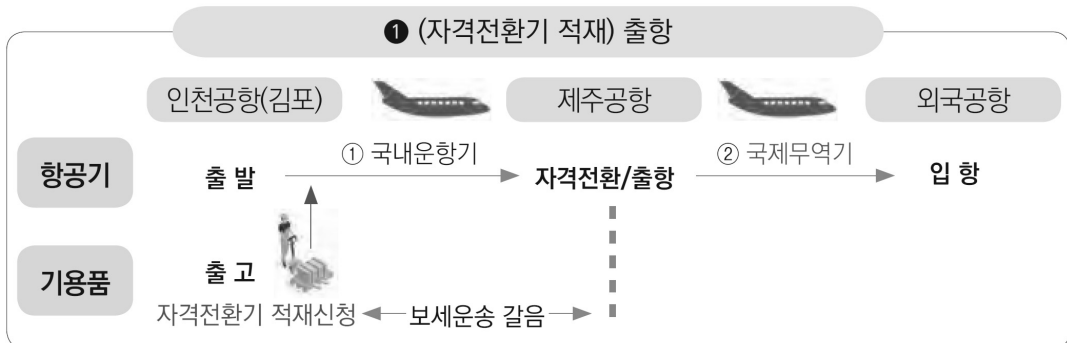 ❶ (자격전환기 적재) 출항
인천공항(김포) 제주공항 외국공항
항공기 출 발 ① 국내운항기 자격전환/출항 ② 국제무역기 입 항
기용품 출 고
자격전환기 적재신청 보세운송 갈음